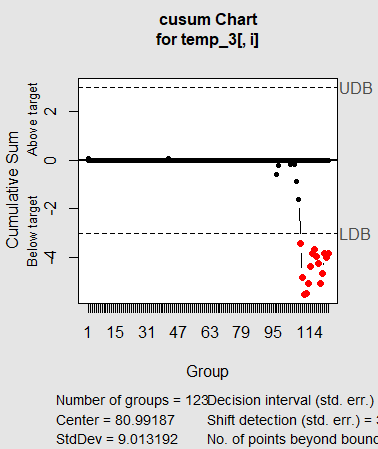 cusum Chart
for temp_3[, i]
UDB
Above target
2
0
-2
-4
Cumulative Sum
Below target
LDB
1 15 31 47 63 79 95 114
Group
Number of groups = 123
Decision interval (std. err.)
Center = 80.99187
Shift detection (std. err.) =
StdDev = 9.013192
No. of points beyond